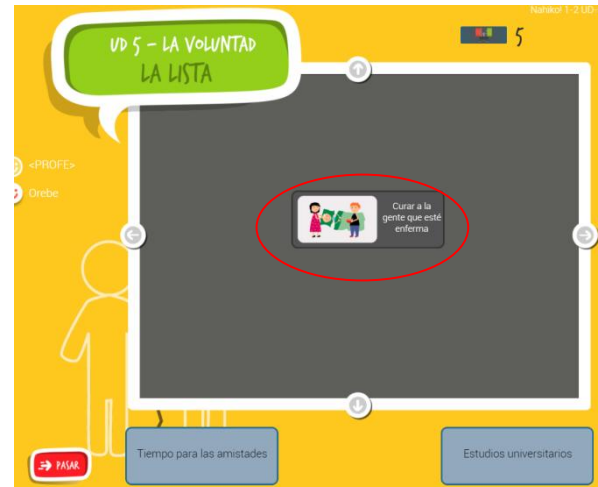 Nahiko! 1-2 UD-
UD 5 - LA VOLUNTAD
LA LISTA
5
<PROFE>
Orebe
Curar a la
gente que esté
enferma
Tiempo para las amistades
Estudios universitarios
PASAR